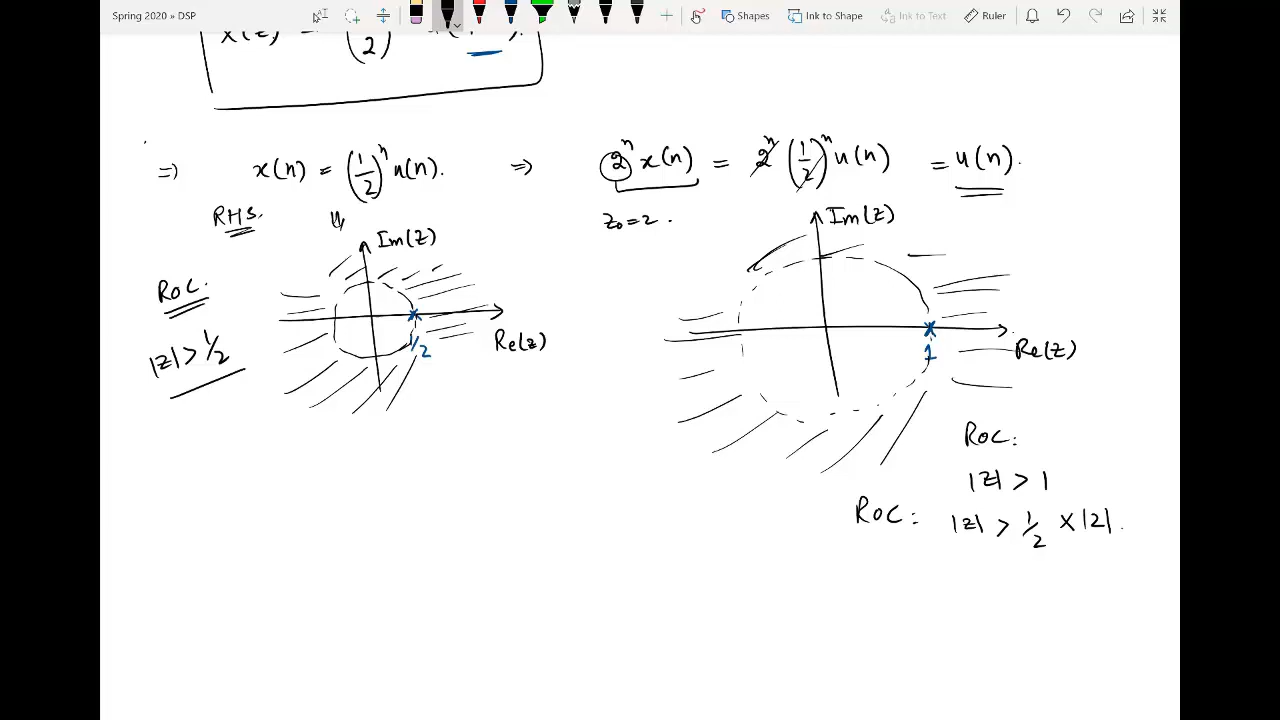 Spring 2020 » DSP
Shapes
Ink to Shape
Ink to Text
Ruler
⇒ x(n) = (1/2)^n u(n). ⇒ 2^n x(n) = 2^n (1/2)^n u(n) = u(n).
RHS.
z₀ = 2.
Im(z)
Im(z)
ROC.
|z| > 1/2
1/2
Re(z)
1
Re(z)
ROC:
|z| > 1
ROC: |z| > 1/2 × |2|.